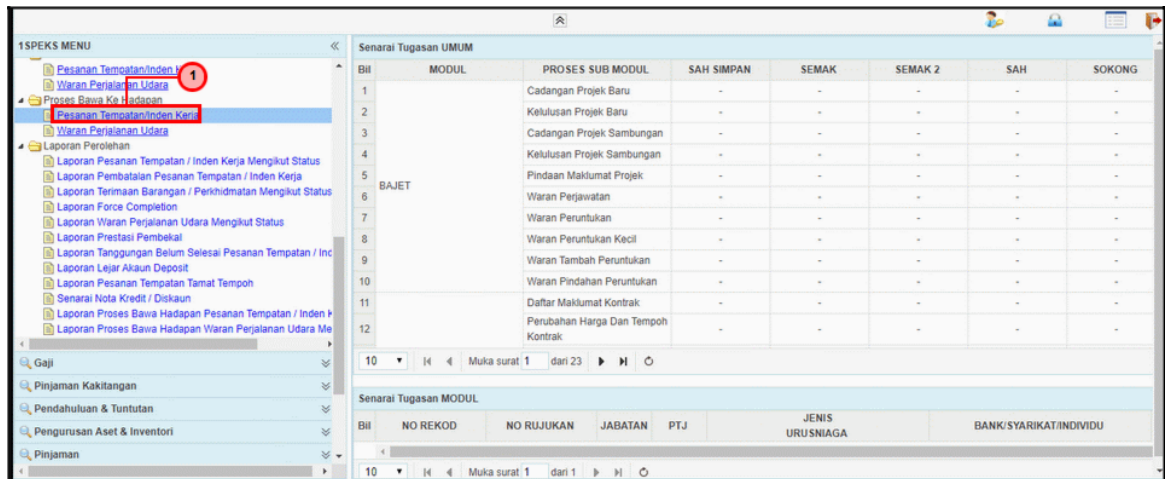 1SPEKS MENU
Pesanan Tempatan/Inden
1
Waran Perjalanan Udara
Proses Bawa Ke Hadapan
Pesanan Tempatan/Inden Kerja
Waran Perjalanan Udara
Laporan Perolehan
Laporan Pesanan Tempatan / Inden Kerja Mengikut Status
Laporan Pembatalan Pesanan Tempatan / Inden Kerja
Laporan Terimaan Barangan / Perkhidmatan Mengikut Status
Laporan Force Completion
Laporan Waran Perjalanan Udara Mengikut Status
Laporan Prestasi Pembekal
Laporan Tanggungan Belum Selesai Pesanan Tempatan / Inc
Laporan Lejar Akaun Deposit
Laporan Pesanan Tempatan Tamat Tempoh
Senarai Nota Kredit / Diskaun
Laporan Proses Bawa Hadapan Pesanan Tempatan / Inden K
Laporan Proses Bawa Hadapan Waran Perjalanan Udara Me
Gaji
Pinjaman Kakitangan
Pendahuluan & Tuntutan
Pengurusan Aset & Inventori
Pinjaman
Senarai Tugasan UMUM
Bil MODUL PROSES SUB MODUL SAH SIMPAN SEMAK SEMAK 2 SAH SOKONG
1 Cadangan Projek Baru - - - - -
2 Kelulusan Projek Baru - - - - -
3 Cadangan Projek Sambungan - - - - -
4 Kelulusan Projek Sambungan - - - - -
5 Pindaan Maklumat Projek - - - - -
BAJET
6 Waran Perjawatan - - - - -
7 Waran Peruntukan - - - - -
8 Waran Peruntukan Kecil - - - - -
9 Waran Tambah Peruntukan - - - - -
10 Waran Pindahan Peruntukan - - - - -
11 Daftar Maklumat Kontrak - - - - -
12 Perubahan Harga Dan Tempoh Kontrak - - - - -
10 Muka surat 1 dari 23
Senarai Tugasan MODUL
Bil NO REKOD NO RUJUKAN JABATAN PTJ JENIS URUSNIAGA BANK/SYARIKAT/INDIVIDU
10 Muka surat 1 dari 1